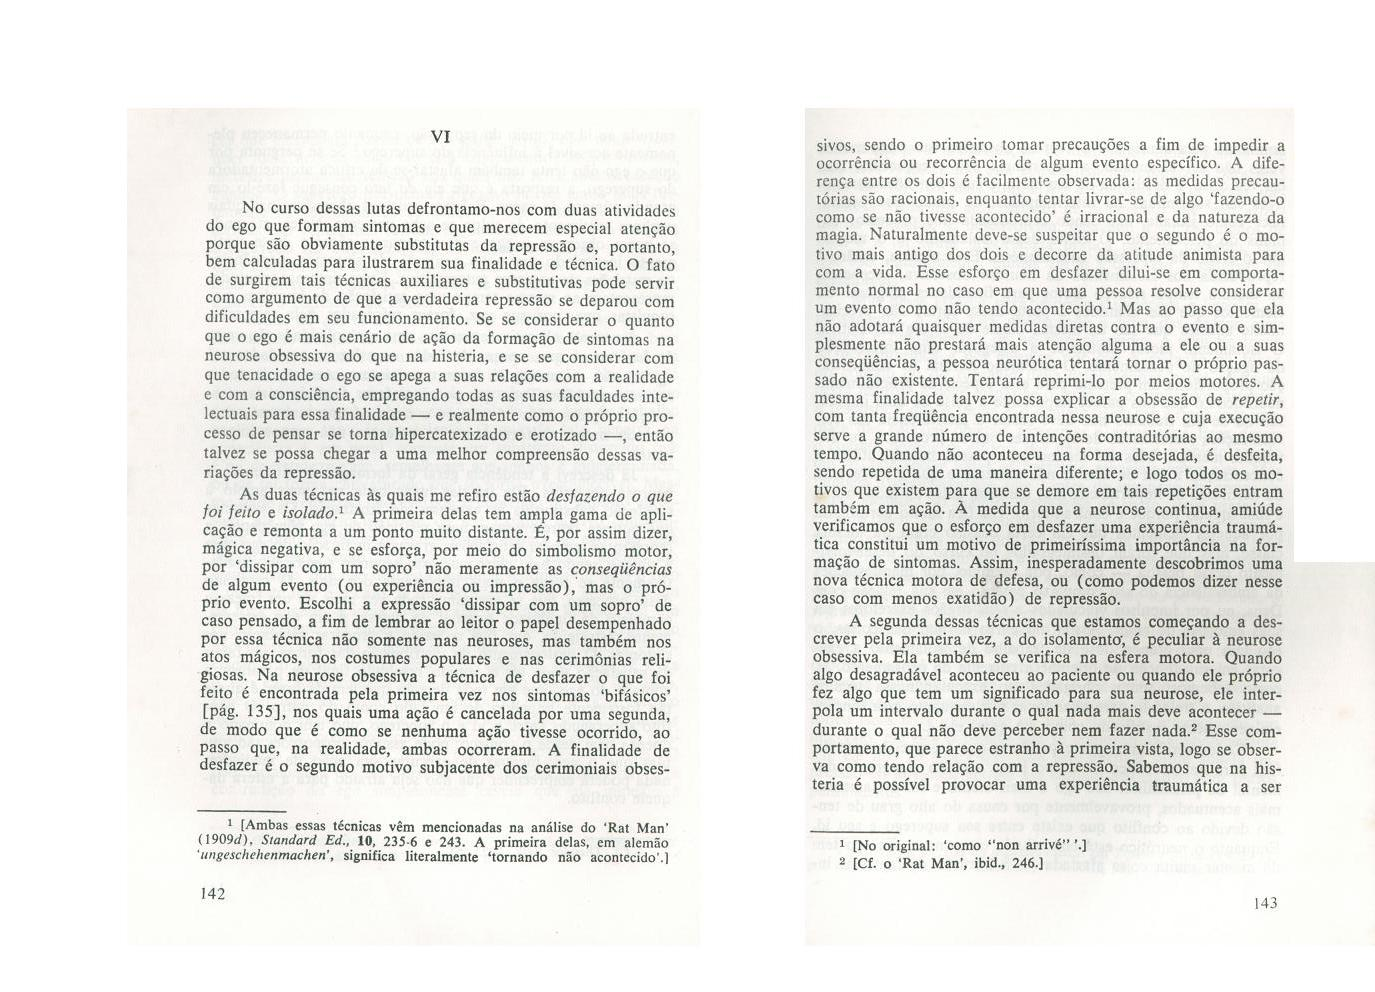 VI
No curso dessas lutas defrontamo-nos com duas atividades
do ego que formam sintomas e que merecem especial atenção
porque são obviamente substitutas da repressão e, portanto,
bem calculadas para ilustrarem sua finalidade e técnica. O fato
de surgirem tais técnicas auxiliares e substitutivas pode servir
como argumento de que a verdadeira repressão se deparou com
dificuldades em seu funcionamento. Se se considerar o quanto
que o ego é mais cenário de ação da formação de sintomas na
neurose obsessiva do que na histeria, e se se considerar com
que tenacidade o ego se apega a suas relações com a realidade
e com a consciência, empregando todas as suas faculdades inte-
lectuais para essa finalidade — e realmente como o próprio pro-
cesso de pensar se torna hipercatexizado e erotizado —, então
talvez se possa chegar a uma melhor compreensão dessas va-
riações da repressão.
As duas técnicas às quais me refiro estão desfazendo o que
foi feito e isolado.¹ A primeira delas tem ampla gama de apli-
cação e remonta a um ponto muito distante. É, por assim dizer,
mágica negativa, e se esforça, por meio do simbolismo motor,
por ‘dissipar com um sopro’ não meramente as conseqüências
de algum evento (ou experiência ou impressão), mas o pró-
prio evento. Escolhi a expressão ‘dissipar com um sopro’ de
caso pensado, a fim de lembrar ao leitor o papel desempenhado
por essa técnica não somente nas neuroses, mas também nos
atos mágicos, nos costumes populares e nas cerimônias reli-
giosas. Na neurose obsessiva a técnica de desfazer o que foi
feito é encontrada pela primeira vez nos sintomas ‘bifásicos’
[pág. 135], nos quais uma ação é cancelada por uma segunda,
de modo que é como se nenhuma ação tivesse ocorrido, ao
passo que, na realidade, ambas ocorreram. A finalidade de
desfazer é o segundo motivo subjacente dos cerimoniais obses-
¹ [Ambas essas técnicas vêm mencionadas na análise do ‘Rat Man’
(1909d), Standard Ed., 10, 235-6 e 243. A primeira delas, em alemão
‘ungeschehenmachen’, significa literalmente ‘tornando não acontecido’.]
142
sivos, sendo o primeiro tomar precauções a fim de impedir a
ocorrência ou recorrência de algum evento específico. A dife-
rença entre os dois é facilmente observada: as medidas precau-
tórias são racionais, enquanto tentar livrar-se de algo ‘fazendo-o
como se não tivesse acontecido’ é irracional e da natureza da
magia. Naturalmente deve-se suspeitar que o segundo é o mo-
tivo mais antigo dos dois e decorre da atitude animista para
com a vida. Esse esforço em desfazer dilui-se em comporta-
mento normal no caso em que uma pessoa resolve considerar
um evento como não tendo acontecido.¹ Mas ao passo que ela
não adotará quaisquer medidas diretas contra o evento e sim-
plesmente não prestará mais atenção alguma a ele ou a suas
conseqüências, a pessoa neurótica tentará tornar o próprio pas-
sado não existente. Tentará reprimi-lo por meios motores. A
mesma finalidade talvez possa explicar a obsessão de repetir,
com tanta freqüência encontrada nessa neurose e cuja execução
serve a grande número de intenções contraditórias ao mesmo
tempo. Quando não aconteceu na forma desejada, é desfeita,
sendo repetida de uma maneira diferente; e logo todos os mo-
tivos que existem para que se demore em tais repetições entram
também em ação. À medida que a neurose continua, amiúde
verificamos que o esforço em desfazer uma experiência traumá-
tica constitui um motivo de primeiríssima importância na for-
mação de sintomas. Assim, inesperadamente descobrimos uma
nova técnica motora de defesa, ou (como podemos dizer nesse
caso com menos exatidão) de repressão.
A segunda dessas técnicas que estamos começando a des-
crever pela primeira vez, a do isolamento, é peculiar à neurose
obsessiva. Ela também se verifica na esfera motora. Quando
algo desagradável aconteceu ao paciente ou quando ele próprio
fez algo que tem um significado para sua neurose, ele inter-
pola um intervalo durante o qual nada mais deve acontecer —
durante o qual não deve perceber nem fazer nada.² Esse com-
portamento, que parece estranho à primeira vista, logo se obser-
va como tendo relação com a repressão. Sabemos que na his-
teria é possível provocar uma experiência traumática a ser
¹ [No original: ‘como “non arrivé” ’.]
² [Cf. o ‘Rat Man’, ibid., 246.]
143